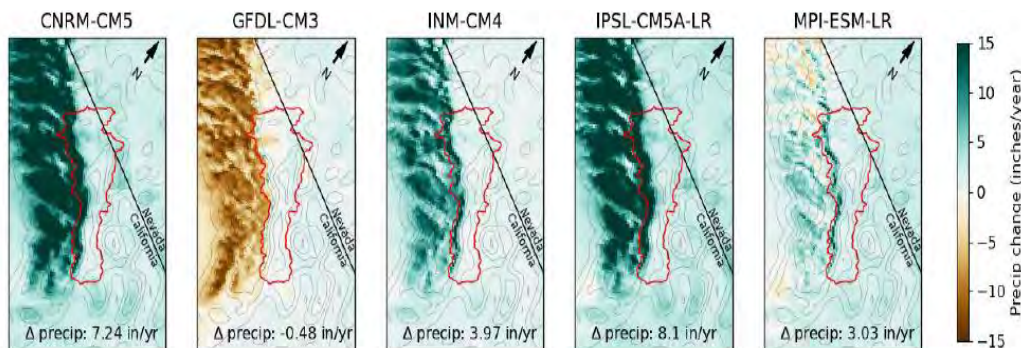 CNRM-CM5
GFDL-CM3
INM-CM4
IPSL-CM5A-LR
MPI-ESM-LR
N
Nevada
California
Δ precip: 7.24 in/yr
N
Nevada
California
Δ precip: -0.48 in/yr
N
Nevada
California
Δ precip: 3.97 in/yr
N
Nevada
California
Δ precip: 8.1 in/yr
N
Nevada
California
Δ precip: 3.03 in/yr
15
10
5
0
−5
−10
−15
Precip change (inches/year)